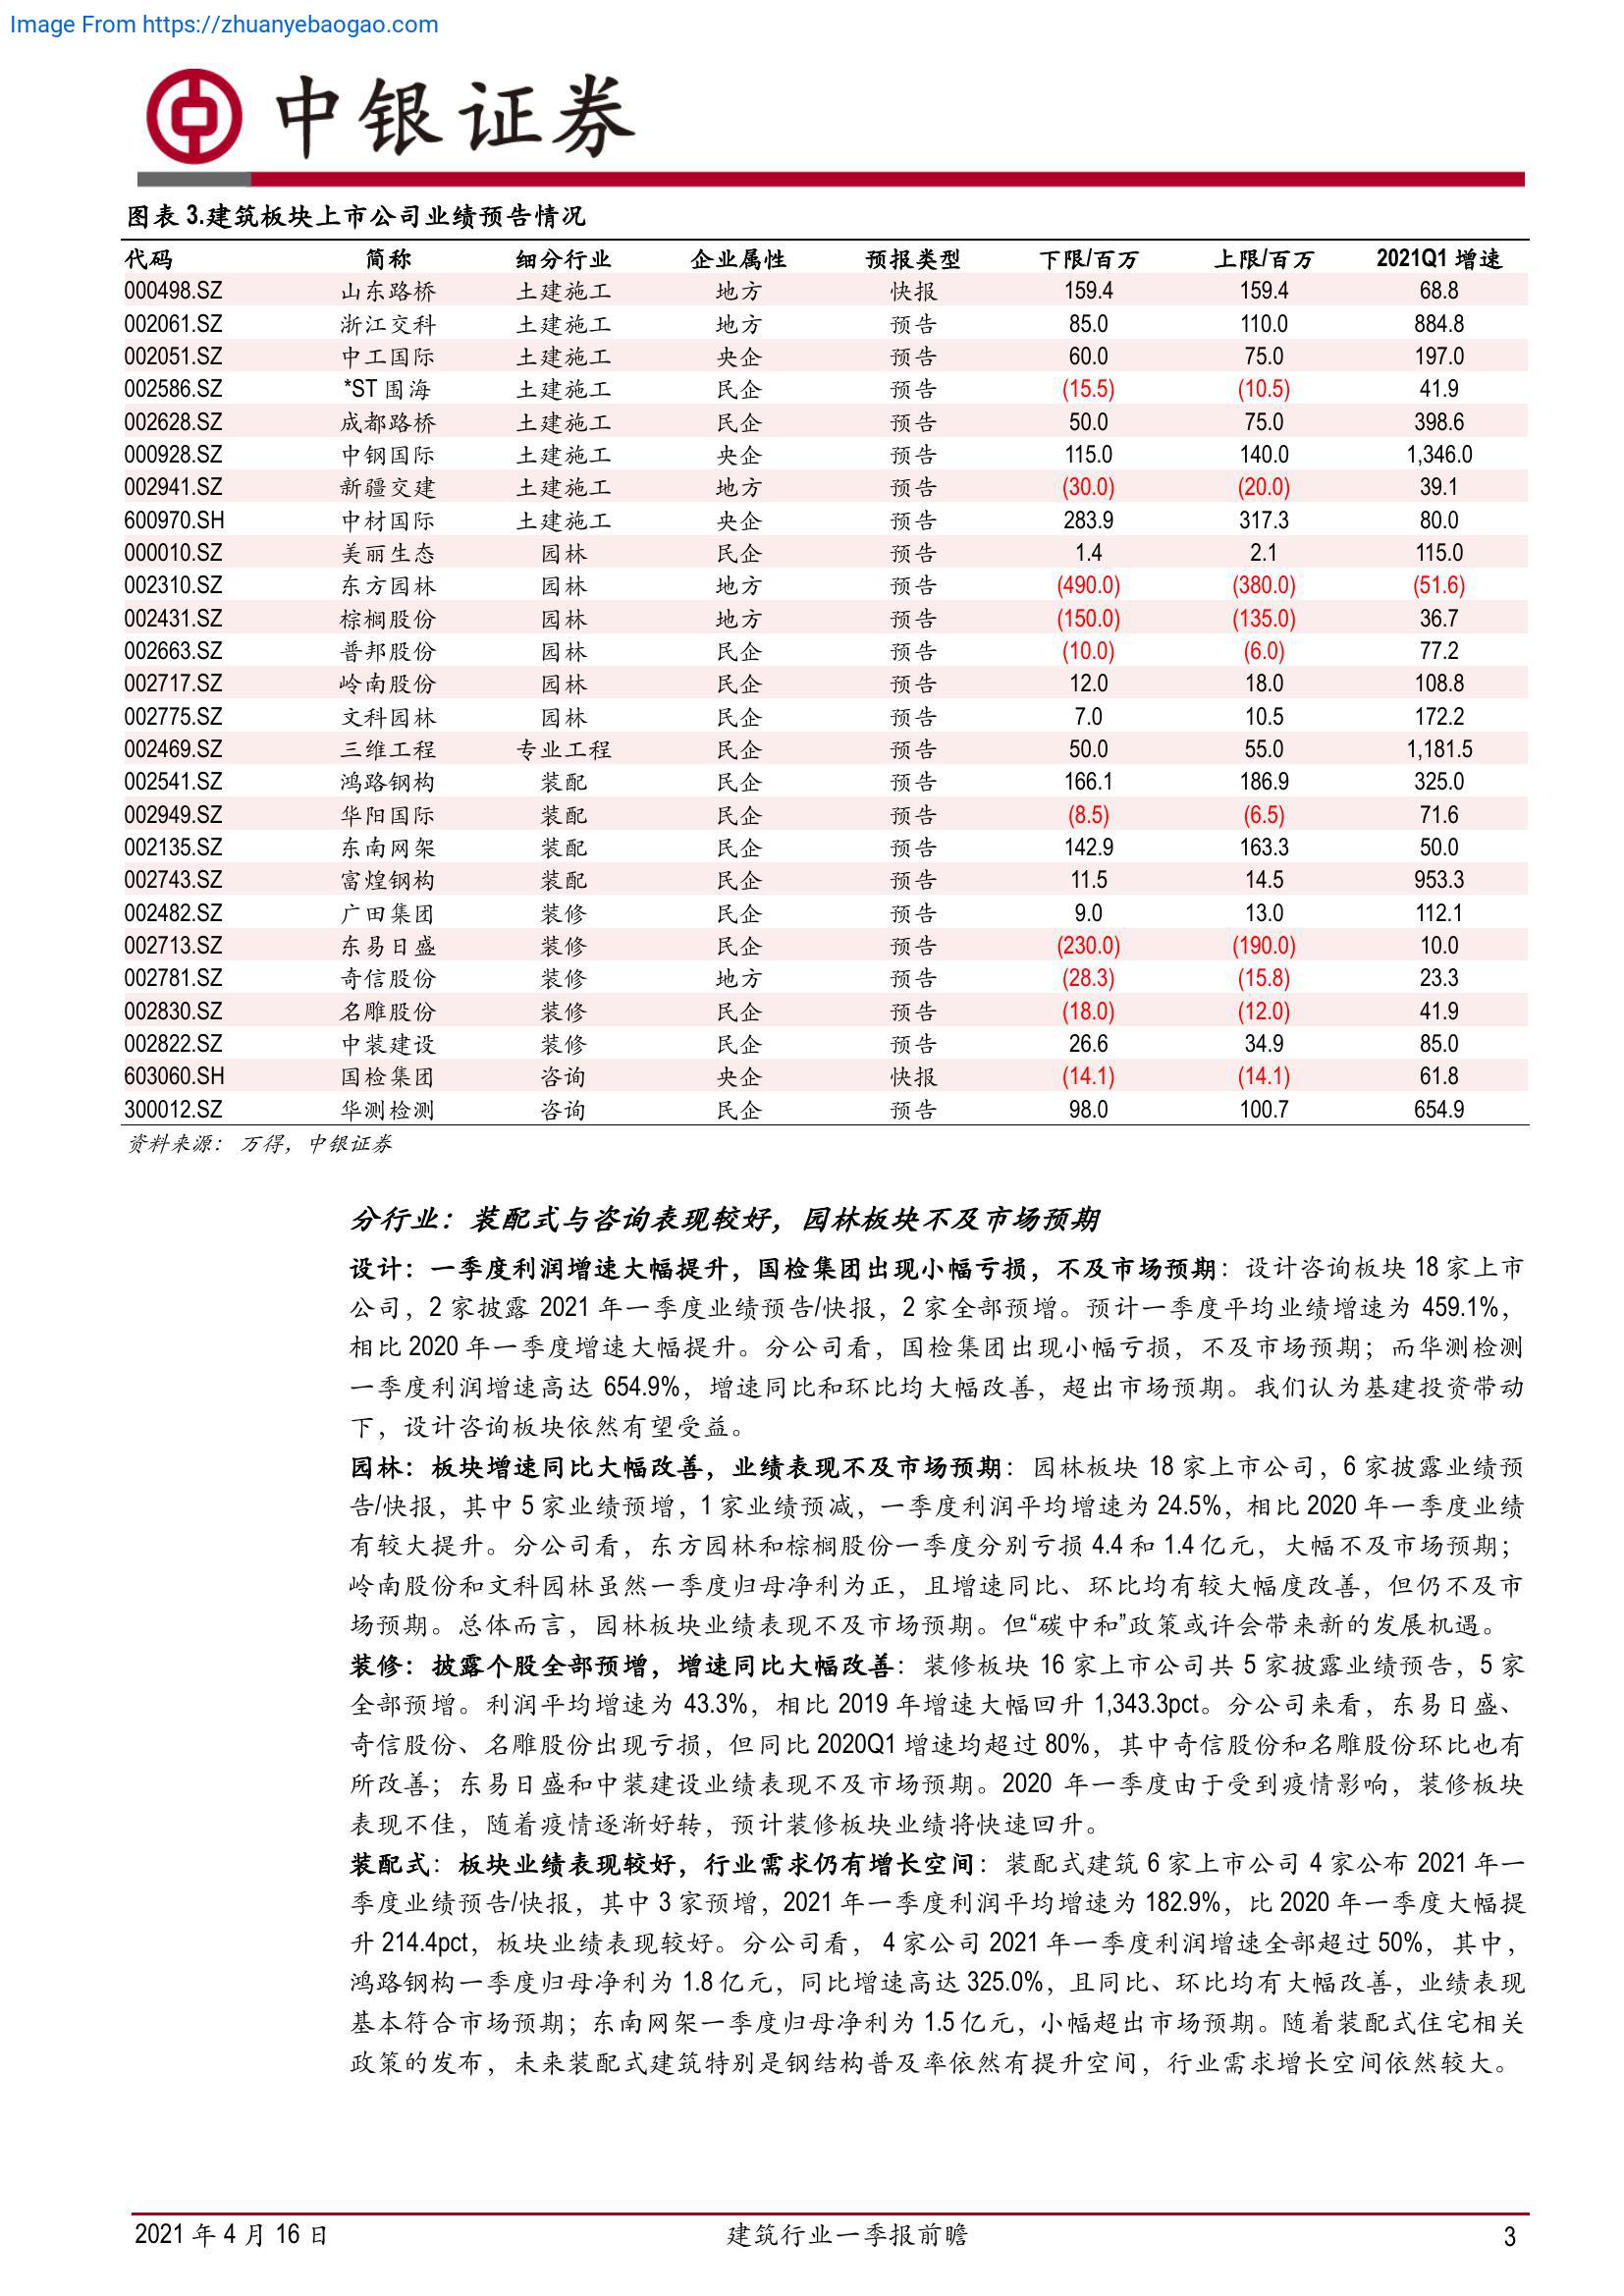 Image From https://zhuanyebaogao.com
中银证券
图表 3.建筑板块上市公司业绩预告情况
代码 简称 细分行业 企业属性 预报类型 下限/百万 上限/百万 2021Q1 增速
000498.SZ 山东路桥 土建施工 地方 快报 159.4 159.4 68.8
002061.SZ 浙江交科 土建施工 地方 预告 85.0 110.0 884.8
002051.SZ 中工国际 土建施工 央企 预告 60.0 75.0 197.0
002586.SZ *ST 围海 土建施工 民企 预告 (15.5) (10.5) 41.9
002628.SZ 成都路桥 土建施工 民企 预告 50.0 75.0 398.6
000928.SZ 中钢国际 土建施工 央企 预告 115.0 140.0 1,346.0
002941.SZ 新疆交建 土建施工 地方 预告 (30.0) (20.0) 39.1
600970.SH 中材国际 土建施工 央企 预告 283.9 317.3 80.0
000010.SZ 美丽生态 园林 民企 预告 1.4 2.1 115.0
002310.SZ 东方园林 园林 地方 预告 (490.0) (380.0) (51.6)
002431.SZ 棕榈股份 园林 地方 预告 (150.0) (135.0) 36.7
002663.SZ 普邦股份 园林 民企 预告 (10.0) (6.0) 77.2
002717.SZ 岭南股份 园林 民企 预告 12.0 18.0 108.8
002775.SZ 文科园林 园林 民企 预告 7.0 10.5 172.2
002469.SZ 三维工程 专业工程 民企 预告 50.0 55.0 1,181.5
002541.SZ 鸿路钢构 装配 民企 预告 166.1 186.9 325.0
002949.SZ 华阳国际 装配 民企 预告 (8.5) (6.5) 71.6
002135.SZ 东南网架 装配 民企 预告 142.9 163.3 50.0
002743.SZ 富煌钢构 装配 民企 预告 11.5 14.5 953.3
002482.SZ 广田集团 装修 民企 预告 9.0 13.0 112.1
002713.SZ 东易日盛 装修 民企 预告 (230.0) (190.0) 10.0
002781.SZ 奇信股份 装修 地方 预告 (28.3) (15.8) 23.3
002830.SZ 名雕股份 装修 民企 预告 (18.0) (12.0) 41.9
002822.SZ 中装建设 装修 民企 预告 26.6 34.9 85.0
603060.SH 国检集团 咨询 央企 快报 (14.1) (14.1) 61.8
300012.SZ 华测检测 咨询 民企 预告 98.0 100.7 654.9
资料来源：万得，中银证券
分行业：装配式与咨询表现较好，园林板块不及市场预期
设计：一季度利润增速大幅提升，国检集团出现小幅亏损，不及市场预期：设计咨询板块 18 家上市
公司，2 家披露 2021 年一季度业绩预告/快报，2 家全部预增。预计一季度平均业绩增速为 459.1%，
相比 2020 年一季度增速大幅提升。分公司看，国检集团出现小幅亏损，不及市场预期；而华测检测
一季度利润增速高达 654.9%，增速同比和环比均大幅改善，超出市场预期。我们认为基建投资带动
下，设计咨询板块依然有望受益。
园林：板块增速同比大幅改善，业绩表现不及市场预期：园林板块 18 家上市公司，6 家披露业绩预
告/快报，其中 5 家业绩预增，1 家业绩预减，一季度利润平均增速为 24.5%，相比 2020 年一季度业绩
有较大提升。分公司看，东方园林和棕榈股份一季度分别亏损 4.4 和 1.4 亿元，大幅不及市场预期；
岭南股份和文科园林虽然一季度归母净利为正，且增速同比、环比均有较大幅度改善，但仍不及市
场预期。总体而言，园林板块业绩表现不及市场预期。但“碳中和”政策或许会带来新的发展机遇。
装修：披露个股全部预增，增速同比大幅改善：装修板块 16 家上市公司共 5 家披露业绩预告，5 家
全部预增。利润平均增速为 43.3%，相比 2019 年增速大幅回升 1,343.3pct。分公司来看，东易日盛、
奇信股份、名雕股份出现亏损，但同比 2020Q1 增速均超过 80%，其中奇信股份和名雕股份环比也有
所改善；东易日盛和中装建设业绩表现不及市场预期。2020 年一季度由于受到疫情影响，装修板块
表现不佳，随着疫情逐渐好转，预计装修板块业绩将快速回升。
装配式：板块业绩表现较好，行业需求仍有增长空间：装配式建筑 6 家上市公司 4 家公布 2021 年一
季度业绩预告/快报，其中 3 家预增，2021 年一季度利润平均增速为 182.9%，比 2020 年一季度大幅提
升 214.4pct，板块业绩表现较好。分公司看， 4 家公司 2021 年一季度利润增速全部超过 50%，其中，
鸿路钢构一季度归母净利为 1.8 亿元，同比增速高达 325.0%，且同比、环比均有大幅改善，业绩表现
基本符合市场预期；东南网架一季度归母净利为 1.5 亿元，小幅超出市场预期。随着装配式住宅相关
政策的发布，未来装配式建筑特别是钢结构普及率依然有提升空间，行业需求增长空间依然较大。
2021 年 4 月 16 日 建筑行业一季报前瞻 3